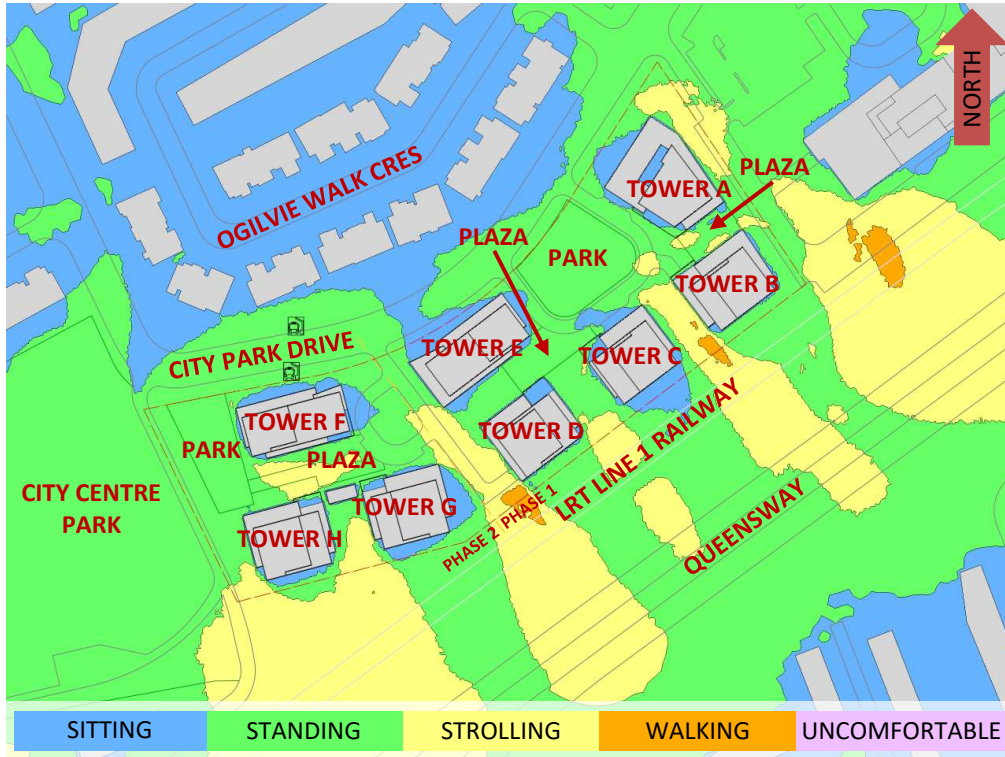 NORTH
PLAZA
TOWER A
OGILVIE WALK CRES
PLAZA
PARK
TOWER B
CITY PARK DRIVE
TOWER E
TOWER C
TOWER F
TOWER D
PARK
PLAZA
LRT LINE 1 RAILWAY
CITY CENTRE
PARK
TOWER G
PHASE 1
PHASE 2
QUEENSWAY
TOWER H
SITTING
STANDING
STROLLING
WALKING
UNCOMFORTABLE